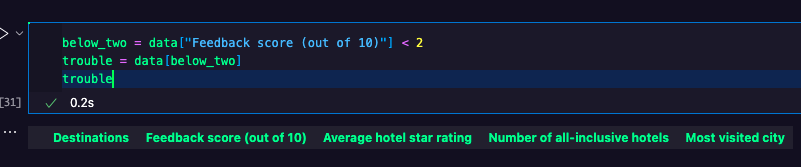 below_two = data["Feedback score (out of 10)"] < 2
trouble = data[below_two]
trouble
[31]
0.2s
Destinations Feedback score (out of 10) Average hotel star rating Number of all-inclusive hotels Most visited city